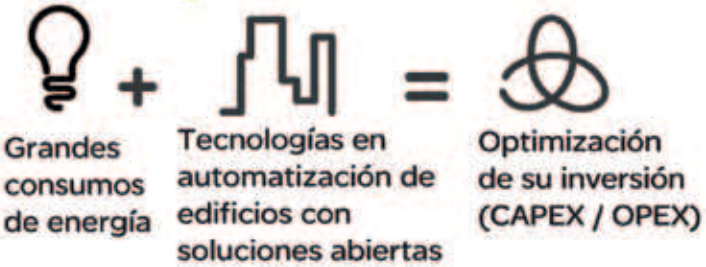 +
=
Grandes
consumos
de energía
Tecnologías en
automatización de
edificios con
soluciones abiertas
Optimización
de su inversión
(CAPEX / OPEX)